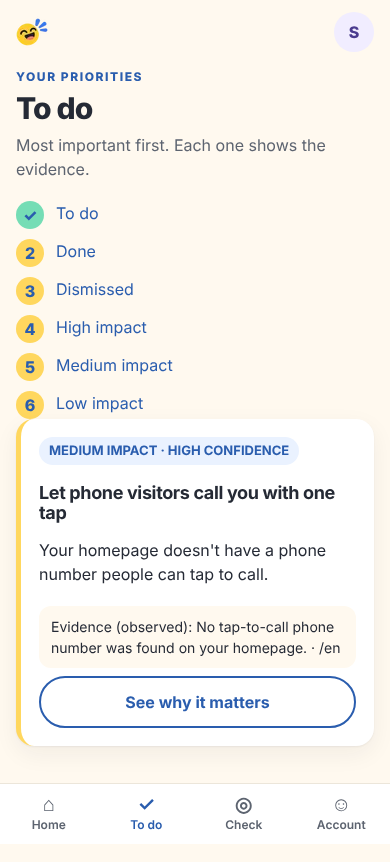 S
YOUR PRIORITIES
To do
Most important first. Each one shows the
evidence.
✓ To do
2 Done
3 Dismissed
4 High impact
5 Medium impact
6 Low impact
MEDIUM IMPACT · HIGH CONFIDENCE
Let phone visitors call you with one
tap
Your homepage doesn't have a phone
number people can tap to call.
Evidence (observed): No tap-to-call phone
number was found on your homepage. · /en
See why it matters
Home To do Check Account